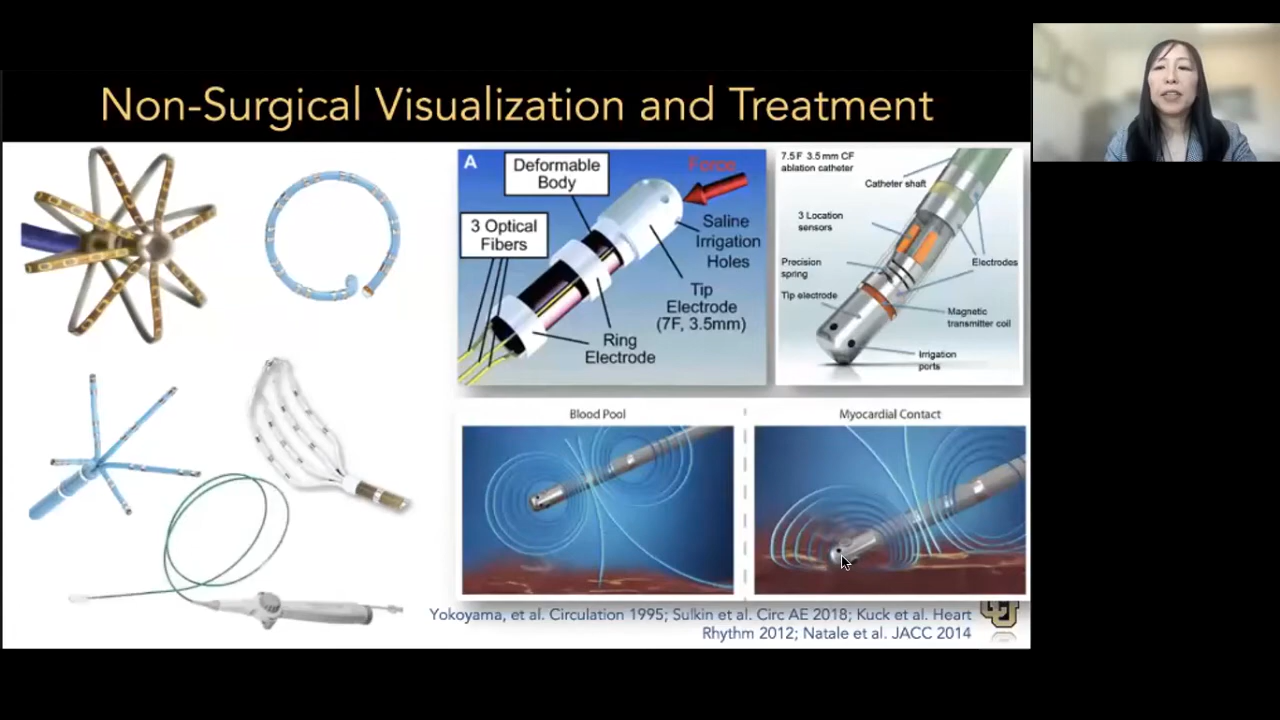 Non-Surgical Visualization and Treatment
A
Deformable
Body
Force
3 Optical
Fibers
Saline
Irrigation
Holes
Tip
Electrode
(7F, 3.5mm)
Ring
Electrode
7.5F 3.5 mm CF
ablation catheter
Catheter shaft
3 Location
sensors
Precision
spring
Electrodes
Tip electrode
Magnetic
transmitter coil
Irrigation
ports
Blood Pool
Myocardial Contact
Yokoyama, et al. Circulation 1995; Sulkin et al. Circ AE 2018; Kuck et al. Heart
Rhythm 2012; Natale et al. JACC 2014